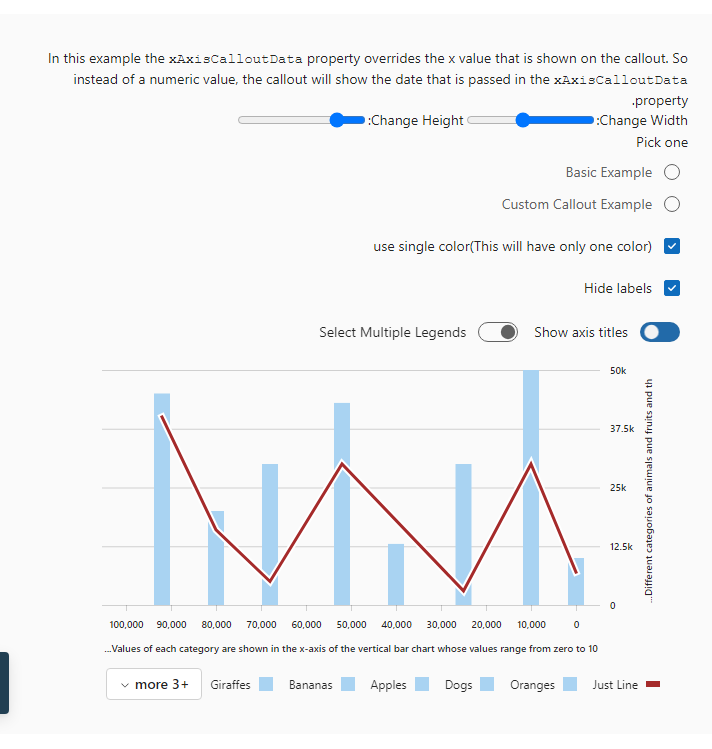 In this example the xAxisCalloutData property overrides the x value that is shown on the callout. So
instead of a numeric value, the callout will show the date that is passed in the xAxisCalloutData
.property
:Change Width
:Change Height
Pick one
Basic Example
Custom Callout Example
use single color(This will have only one color)
Hide labels
Show axis titles
Select Multiple Legends
50k
37.5k
25k
12.5k
0
...Different categories of animals and fruits and th
100,000 90,000 80,000 70,000 60,000 50,000 40,000 30,000 20,000 10,000 0
...Values of each category are shown in the x-axis of the vertical bar chart whose values range from zero to 10
more 3+ Giraffes Bananas Apples Dogs Oranges Just Line